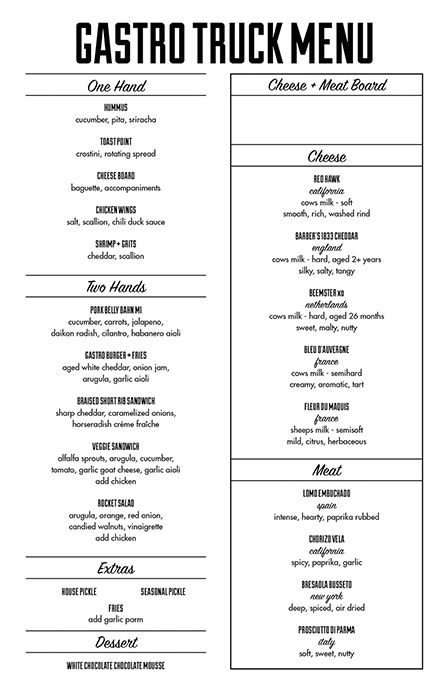 GASTRO TRUCK MENU
One Hand
HUMMUS
cucumber, pita, sriracha
TOAST POINT
crostini, rotating spread
CHEESE BOARD
baguette, accompaniments
CHICKEN WINGS
salt, scallion, chili duck sauce
SHRIMP + GRITS
cheddar, scallion
Two Hands
PORK BELLY BAHN MI
cucumber, carrots, jalapeno,
daikon radish, cilantro, habanero aioli
GASTRO BURGER + FRIES
aged white cheddar, onion jam,
arugula, garlic aioli
BRAISED SHORT RIB SANDWICH
sharp cheddar, caramelized onions,
horseradish crème fraîche
VEGGIE SANDWICH
alfalfa sprouts, arugula, cucumber,
tomato, garlic goat cheese, garlic aioli
add chicken
ROCKET SALAD
arugula, orange, red onion,
candied walnuts, vinaigrette
add chicken
Extras
HOUSE PICKLE SEASONAL PICKLE
FRIES
add garlic parm
Dessert
WHITE CHOCOLATE CHOCOLATE MOUSSE
Cheese + Meat Board
Cheese
RED HAWK
california
cows milk - soft
smooth, rich, washed rind
BARBER'S 1833 CHEDDAR
england
cows milk - hard, aged 2+ years
silky, salty, tangy
BEEMSTER XO
netherlands
cows milk - hard, aged 26 months
sweet, malty, nutty
BLEU D'AUVERGNE
france
cows milk - semihard
creamy, aromatic, tart
FLEUR DU MAQUIS
france
sheeps milk - semisoft
mild, citrus, herbaceous
Meat
LOMO EMBUCHADO
spain
intense, hearty, paprika rubbed
CHORIZO VELA
california
spicy, paprika, garlic
BRESAOLA BUSSETO
new york
deep, spiced, air dried
PROSCIUTTO DI PARMA
italy
soft, sweet, nutty